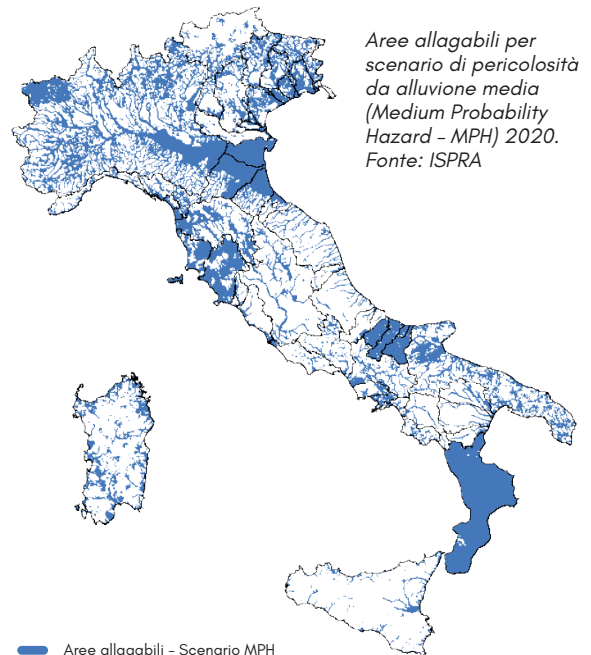 Aree allagabili per
scenario di pericolosità
da alluvione media
(Medium Probability
Hazard - MPH) 2020.
Fonte: ISPRA
Aree allagabili - Scenario MPH